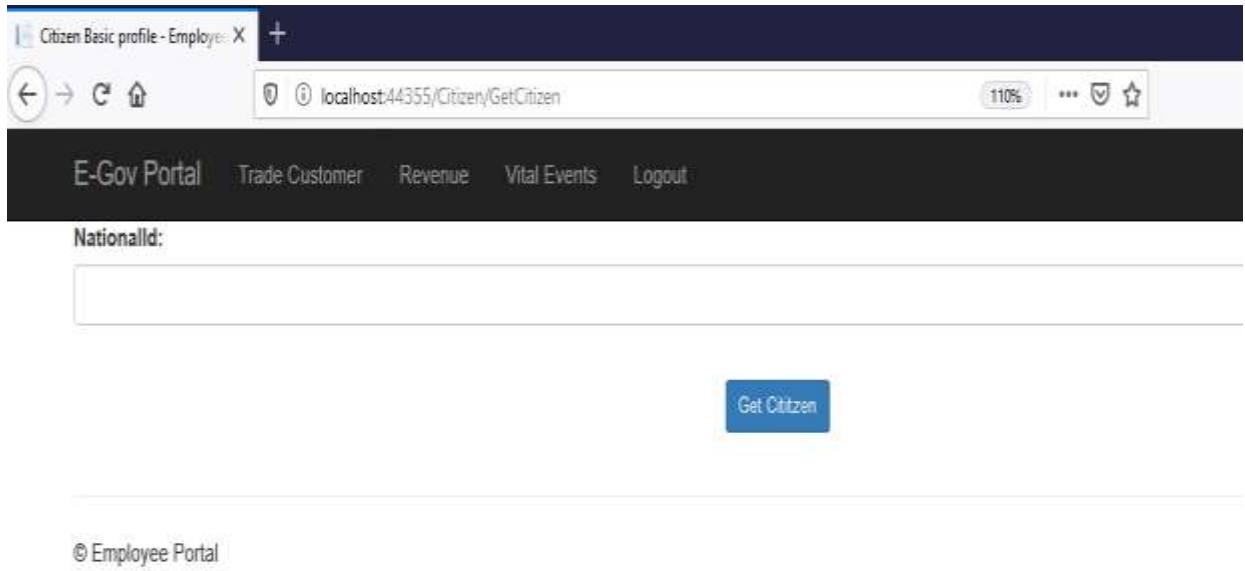 Citizen Basic profile - Employe
localhost:44355/Citizen/GetCitizen 110%
E-Gov Portal Trade Customer Revenue Vital Events Logout
NationalId:
Get Cititzen
© Employee Portal